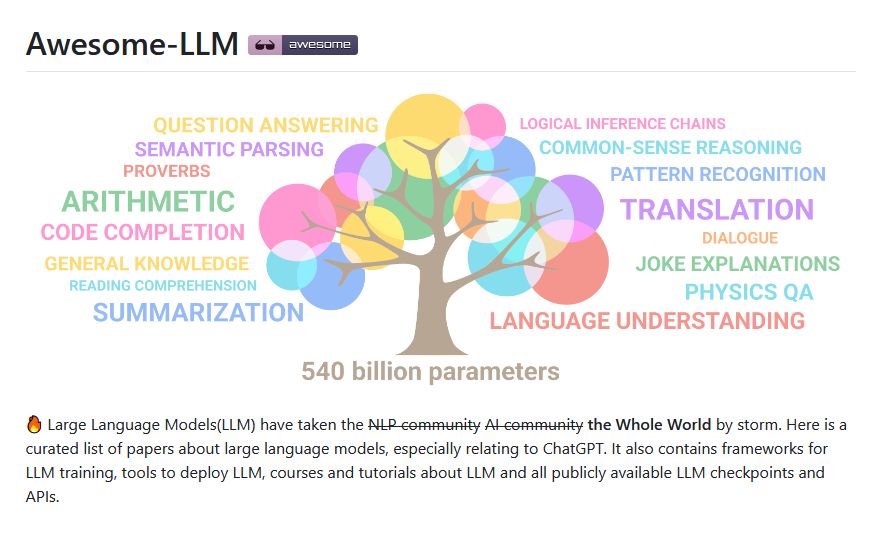 Awesome-LLM awesome
QUESTION ANSWERING
SEMANTIC PARSING
PROVERBS
ARITHMETIC
CODE COMPLETION
GENERAL KNOWLEDGE
READING COMPREHENSION
SUMMARIZATION
LOGICAL INFERENCE CHAINS
COMMON-SENSE REASONING
PATTERN RECOGNITION
TRANSLATION
DIALOGUE
JOKE EXPLANATIONS
PHYSICS QA
LANGUAGE UNDERSTANDING
540 billion parameters
🔥 Large Language Models(LLM) have taken the NLP community AI community the Whole World by storm. Here is a
curated list of papers about large language models, especially relating to ChatGPT. It also contains frameworks for
LLM training, tools to deploy LLM, courses and tutorials about LLM and all publicly available LLM checkpoints and
APIs.